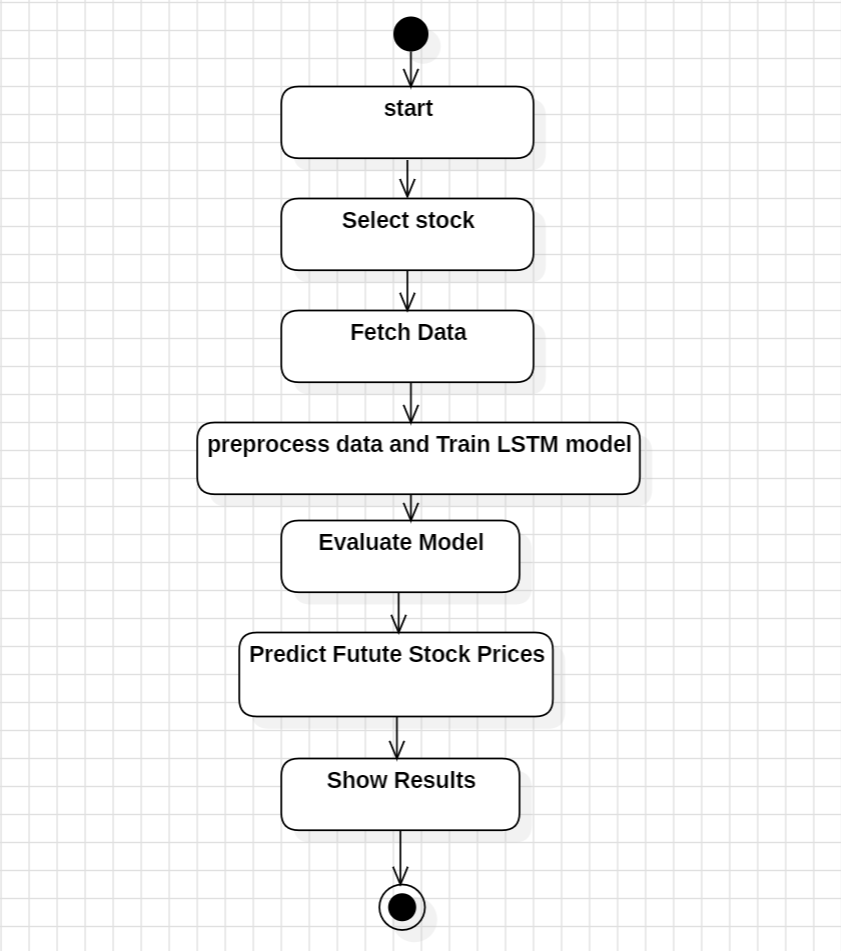 start
Select stock
Fetch Data
preprocess data and Train LSTM model
Evaluate Model
Predict Futute Stock Prices
Show Results